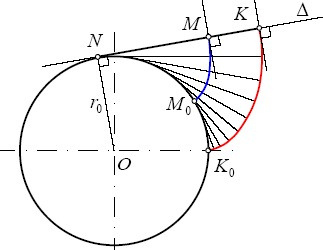 M K Δ
N
r₀ M₀
O K₀